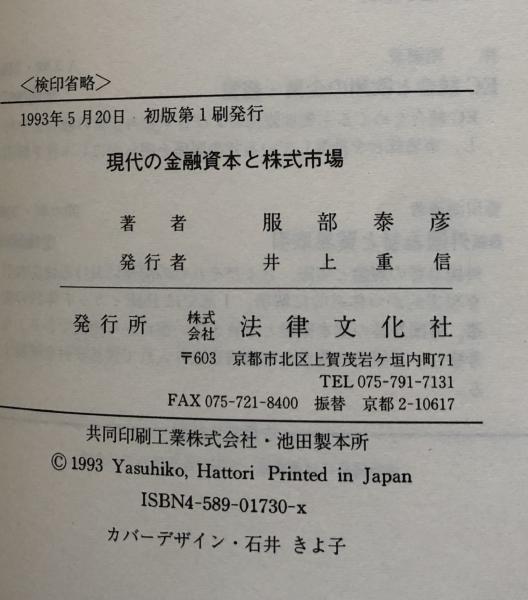 〈検印省略〉
1993年5月20日・初版第1刷発行
現代の金融資本と株式市場
著者 服部泰彦
発行者 井上重信
発行所 株式会社 法律文化社
〒603 京都市北区上賀茂岩ケ垣内町71
TEL 075-791-7131
FAX 075-721-8400 振替 京都2-10617
共同印刷工業株式会社・池田製本所
© 1993 Yasuhiko, Hattori Printed in Japan
ISBN4-589-01730-x
カバーデザイン・石井 きよ子